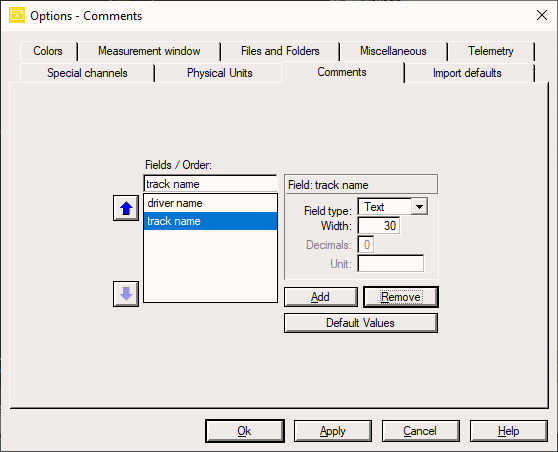 Options - Comments
Colors
Measurement window
Files and Folders
Miscellaneous
Telemetry
Special channels
Physical Units
Comments
Import defaults
Fields / Order:
track name
driver name
track name
Field: track name
Field type: Text
Width: 30
Decimals: 0
Unit:
Add
Remove
Default Values
Ok
Apply
Cancel
Help